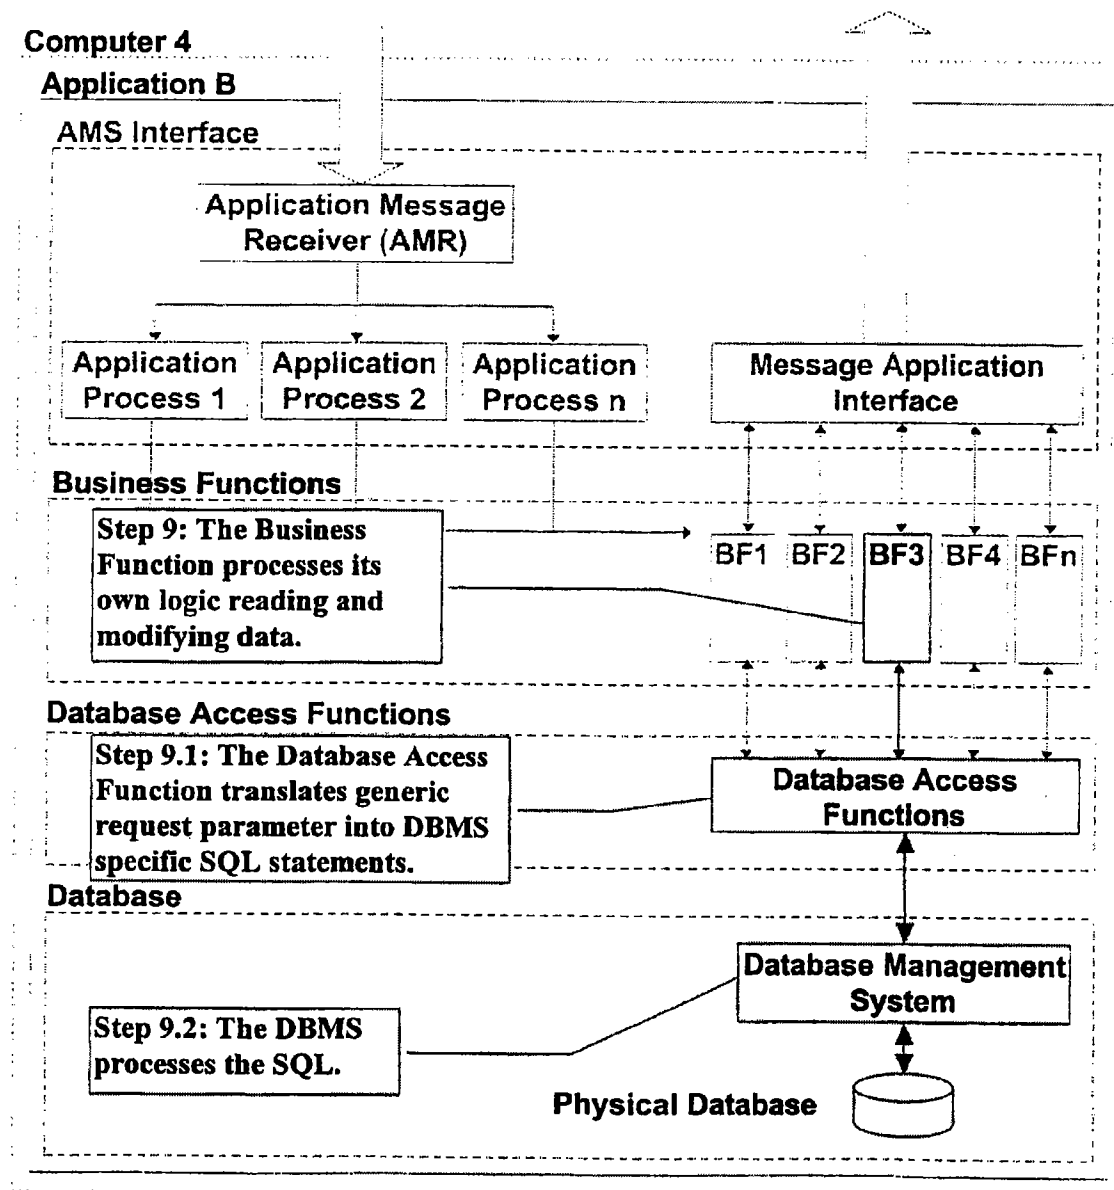 Computer 4
Application B
AMS Interface
Application Message
Receiver (AMR)
Application
Process 1
Application
Process 2
Application
Process n
Message Application
Interface
Business Functions
Step 9: The Business
Function processes its
own logic reading and
modifying data.
BF1
BF2
BF3
BF4
BFn
Database Access Functions
Step 9.1: The Database Access
Function translates generic
request parameter into DBMS
specific SQL statements.
Database Access
Functions
Database
Database Management
System
Step 9.2: The DBMS
processes the SQL.
Physical Database